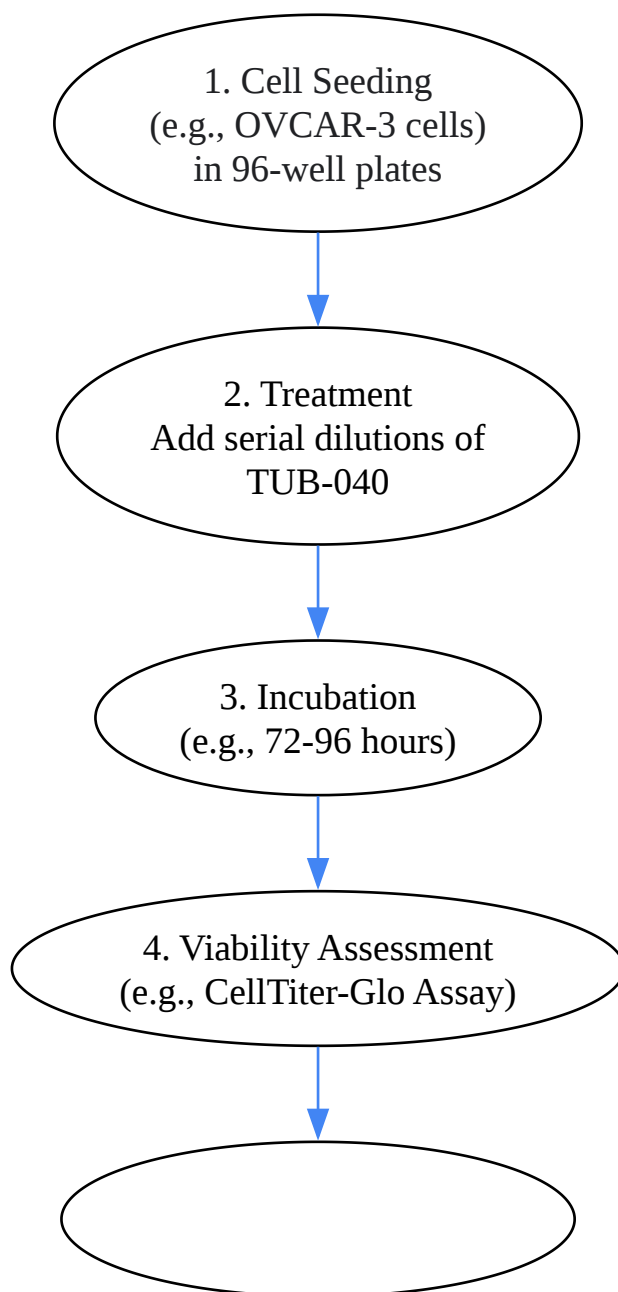 1. Cell Seeding
(e.g., OVCAR-3 cells)
in 96-well plates
2. Treatment
Add serial dilutions of
TUB-040
3. Incubation
(e.g., 72-96 hours)
4. Viability Assessment
(e.g., CellTiter-Glo Assay)